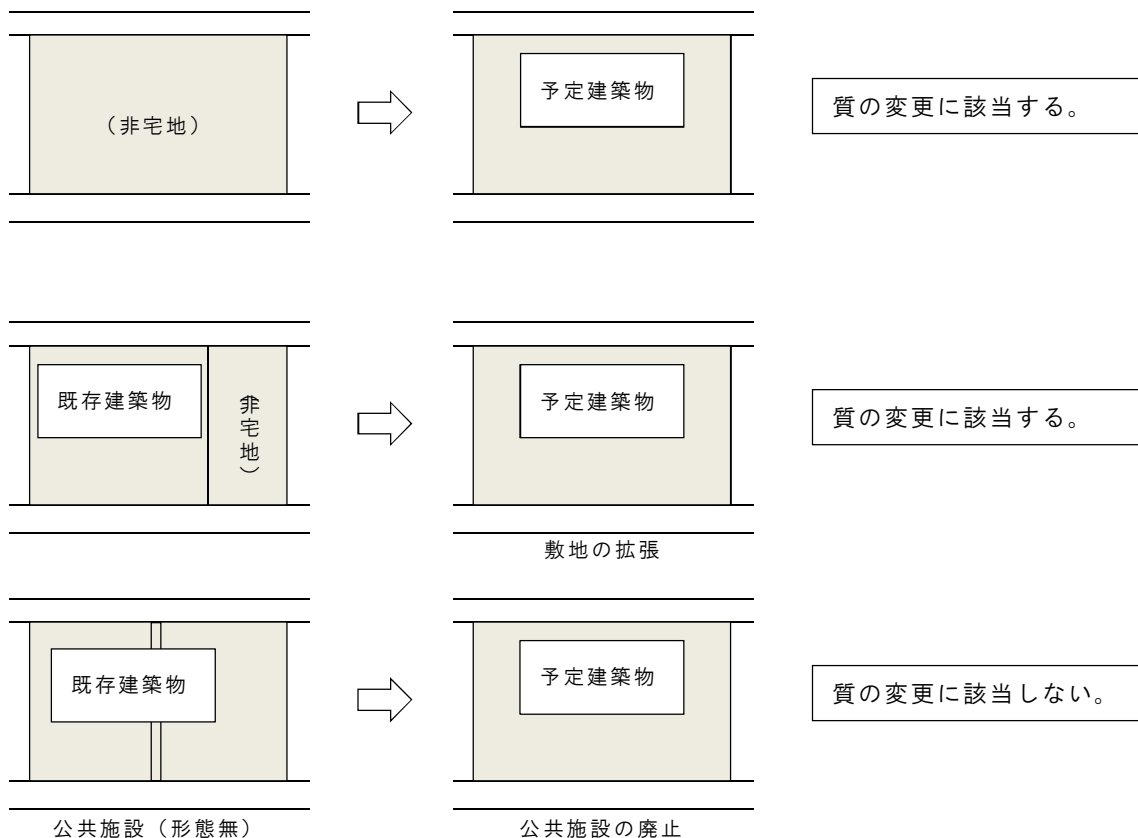 （非宅地）
予定建築物
質の変更に該当する。
既存建築物
（非宅地）
予定建築物
質の変更に該当する。
敷地の拡張
既存建築物
予定建築物
質の変更に該当しない。
公共施設（形態無）
公共施設の廃止